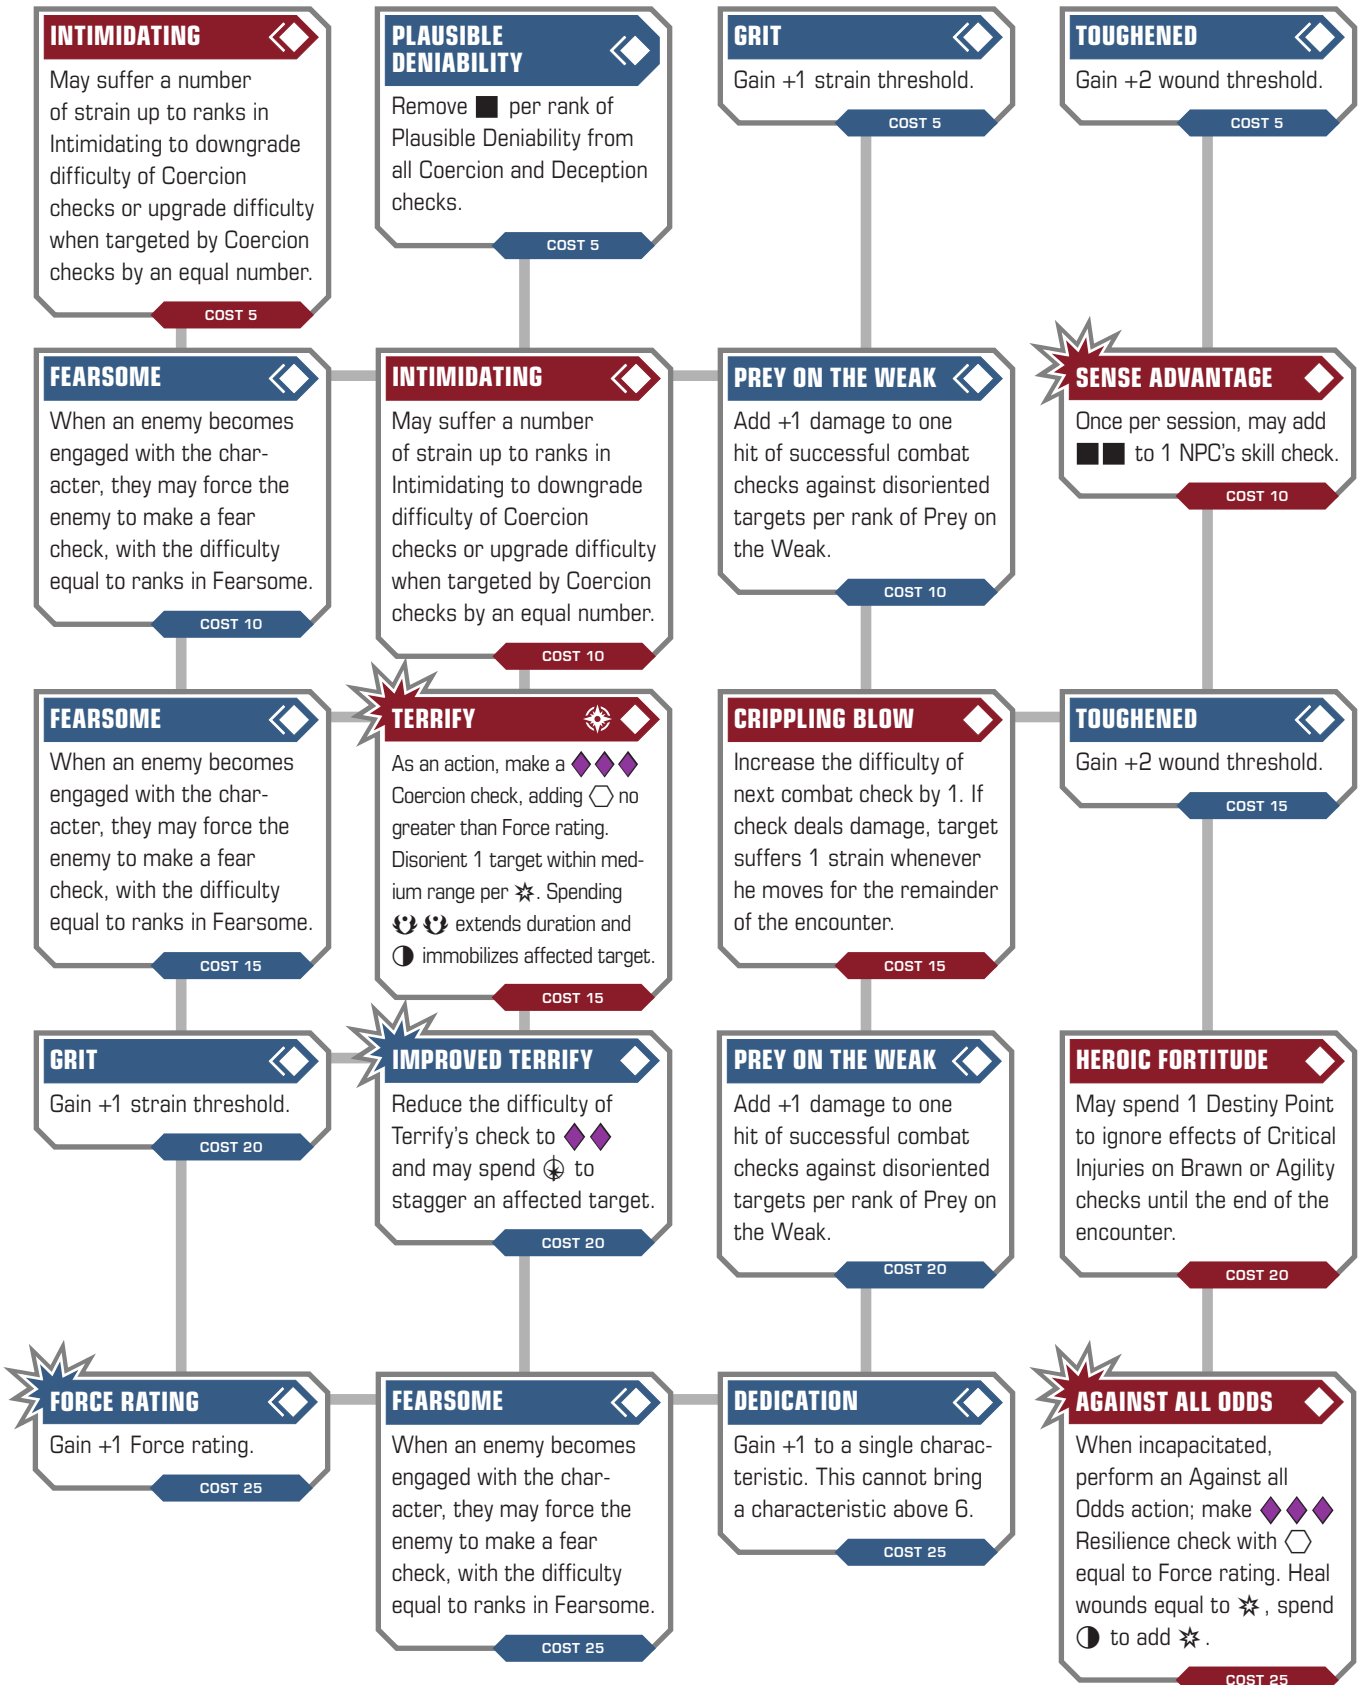 INTIMIDATING
May suffer a number
of strain up to ranks in
Intimidating to downgrade
difficulty of Coercion
checks or upgrade difficulty
when targeted by Coercion
checks by an equal number.
COST 5
PLAUSIBLE
DENIABILITY
Remove ■ per rank of
Plausible Deniability from
all Coercion and Deception
checks.
COST 5
GRIT
Gain +1 strain threshold.
COST 5
TOUGHENED
Gain +2 wound threshold.
COST 5
FEARSOME
When an enemy becomes
engaged with the char-
acter, they may force the
enemy to make a fear
check, with the difficulty
equal to ranks in Fearsome.
COST 10
INTIMIDATING
May suffer a number
of strain up to ranks in
Intimidating to downgrade
difficulty of Coercion
checks or upgrade difficulty
when targeted by Coercion
checks by an equal number.
COST 10
PREY ON THE WEAK
Add +1 damage to one
hit of successful combat
checks against disoriented
targets per rank of Prey on
the Weak.
COST 10
SENSE ADVANTAGE
Once per session, may add
■■ to 1 NPC's skill check.
COST 10
FEARSOME
When an enemy becomes
engaged with the char-
acter, they may force the
enemy to make a fear
check, with the difficulty
equal to ranks in Fearsome.
COST 15
TERRIFY
As an action, make a
Coercion check, adding no
greater than Force rating.
Disorient 1 target within med-
ium range per . Spending
extends duration and
immobilizes affected target.
COST 15
CRIPPLING BLOW
Increase the difficulty of
next combat check by 1. If
check deals damage, target
suffers 1 strain whenever
he moves for the remainder
of the encounter.
COST 15
TOUGHENED
Gain +2 wound threshold.
COST 15
GRIT
Gain +1 strain threshold.
COST 20
IMPROVED TERRIFY
Reduce the difficulty of
Terrify's check to
and may spend to
stagger an affected target.
COST 20
PREY ON THE WEAK
Add +1 damage to one
hit of successful combat
checks against disoriented
targets per rank of Prey on
the Weak.
COST 20
HEROIC FORTITUDE
May spend 1 Destiny Point
to ignore effects of Critical
Injuries on Brawn or Agility
checks until the end of the
encounter.
COST 20
FORCE RATING
Gain +1 Force rating.
COST 25
FEARSOME
When an enemy becomes
engaged with the char-
acter, they may force the
enemy to make a fear
check, with the difficulty
equal to ranks in Fearsome.
COST 25
DEDICATION
Gain +1 to a single charac-
teristic. This cannot bring
a characteristic above 6.
COST 25
AGAINST ALL ODDS
When incapacitated,
perform an Against all
Odds action; make
Resilience check with
equal to Force rating. Heal
wounds equal to , spend
to add .
COST 25